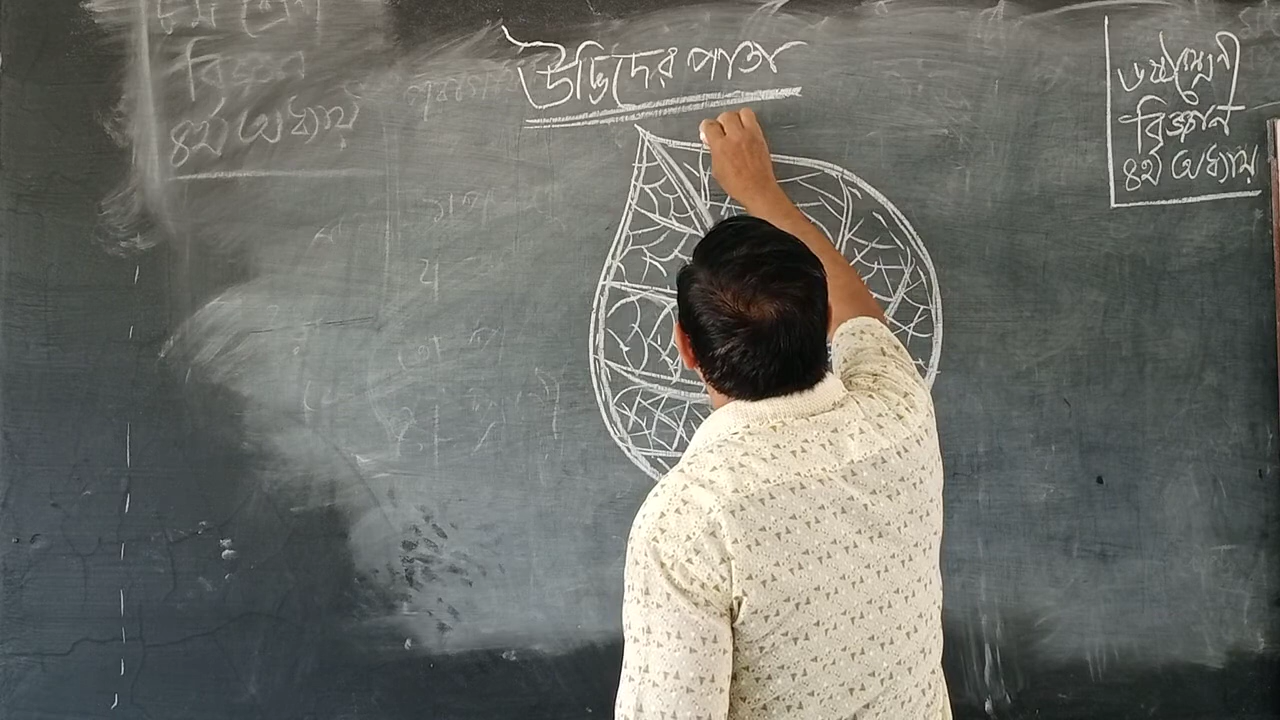 উদ্ভিদের পাতা
৬ষ্ঠ শ্রেণী
বিজ্ঞান
৪র্থ অধ্যায়
বিজ্ঞান
৪র্থ অধ্যায়